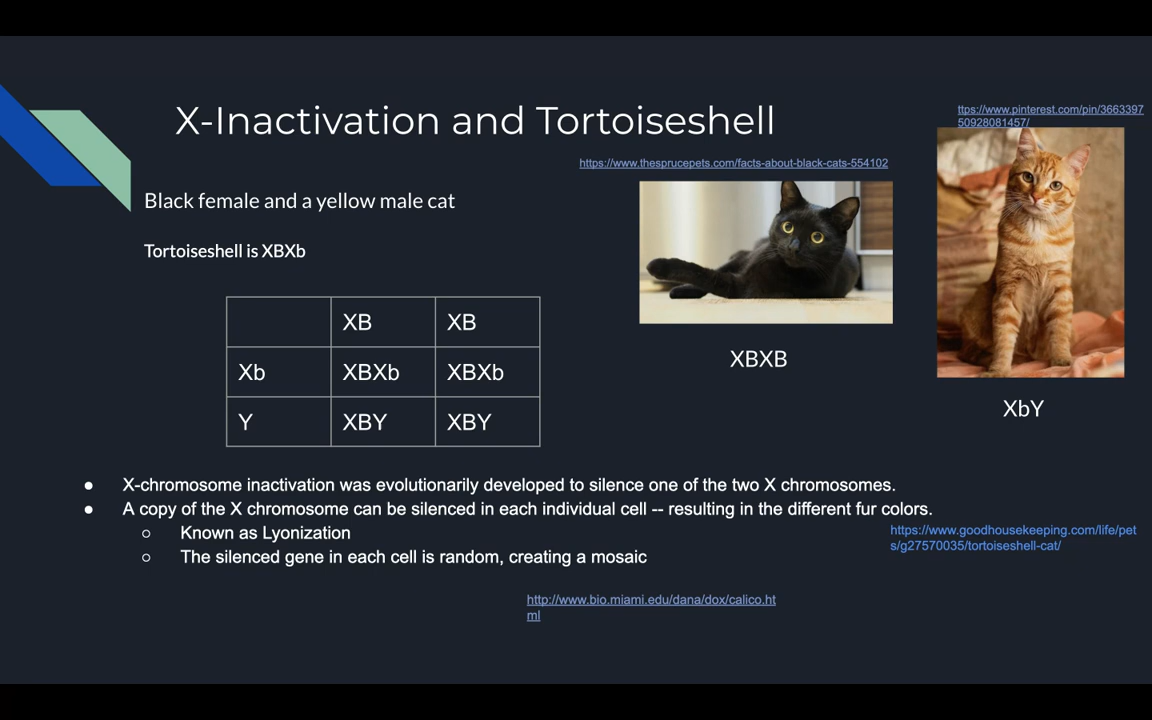 X-Inactivation and Tortoiseshell
ttps://www.pinterest.com/pin/3663397
50928081457/
https://www.thesprucepets.com/facts-about-black-cats-554102
Black female and a yellow male cat
Tortoiseshell is XBXb
XB XB
Xb XBXb XBXb
Y XBY XBY
XBXB
XbY
● X-chromosome inactivation was evolutionarily developed to silence one of the two X chromosomes.
● A copy of the X chromosome can be silenced in each individual cell -- resulting in the different fur colors.
○ Known as Lyonization
○ The silenced gene in each cell is random, creating a mosaic
https://www.goodhousekeeping.com/life/pet
s/g27570035/tortoiseshell-cat/
http://www.bio.miami.edu/dana/dox/calico.ht
ml